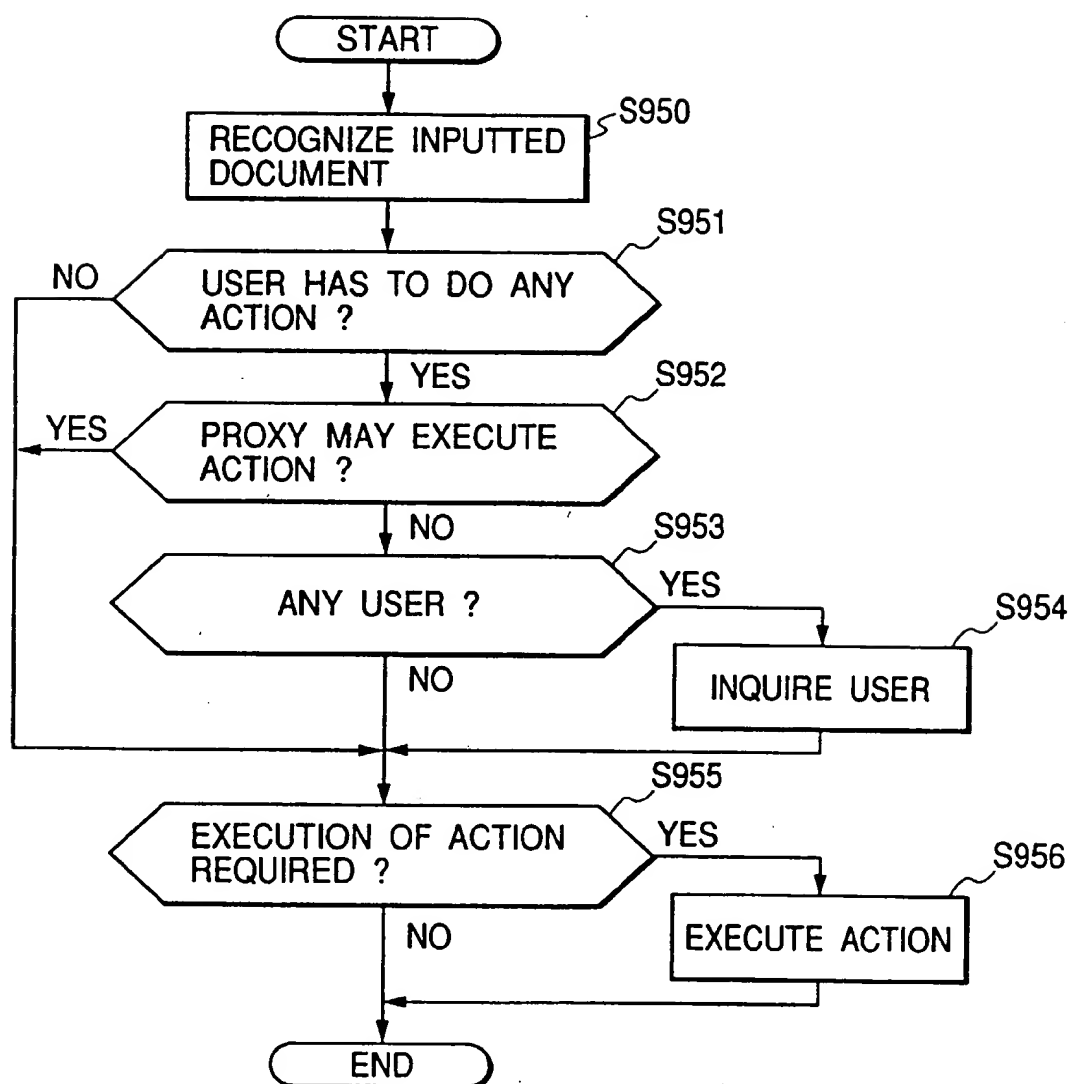 START
S950
RECOGNIZE INPUTTED
DOCUMENT
S951
NO
USER HAS TO DO ANY
ACTION ?
YES
S952
YES
PROXY MAY EXECUTE
ACTION ?
NO
S953
ANY USER ?
YES
S954
NO
INQUIRE USER
S955
EXECUTION OF ACTION
REQUIRED ?
YES
S956
NO
EXECUTE ACTION
END